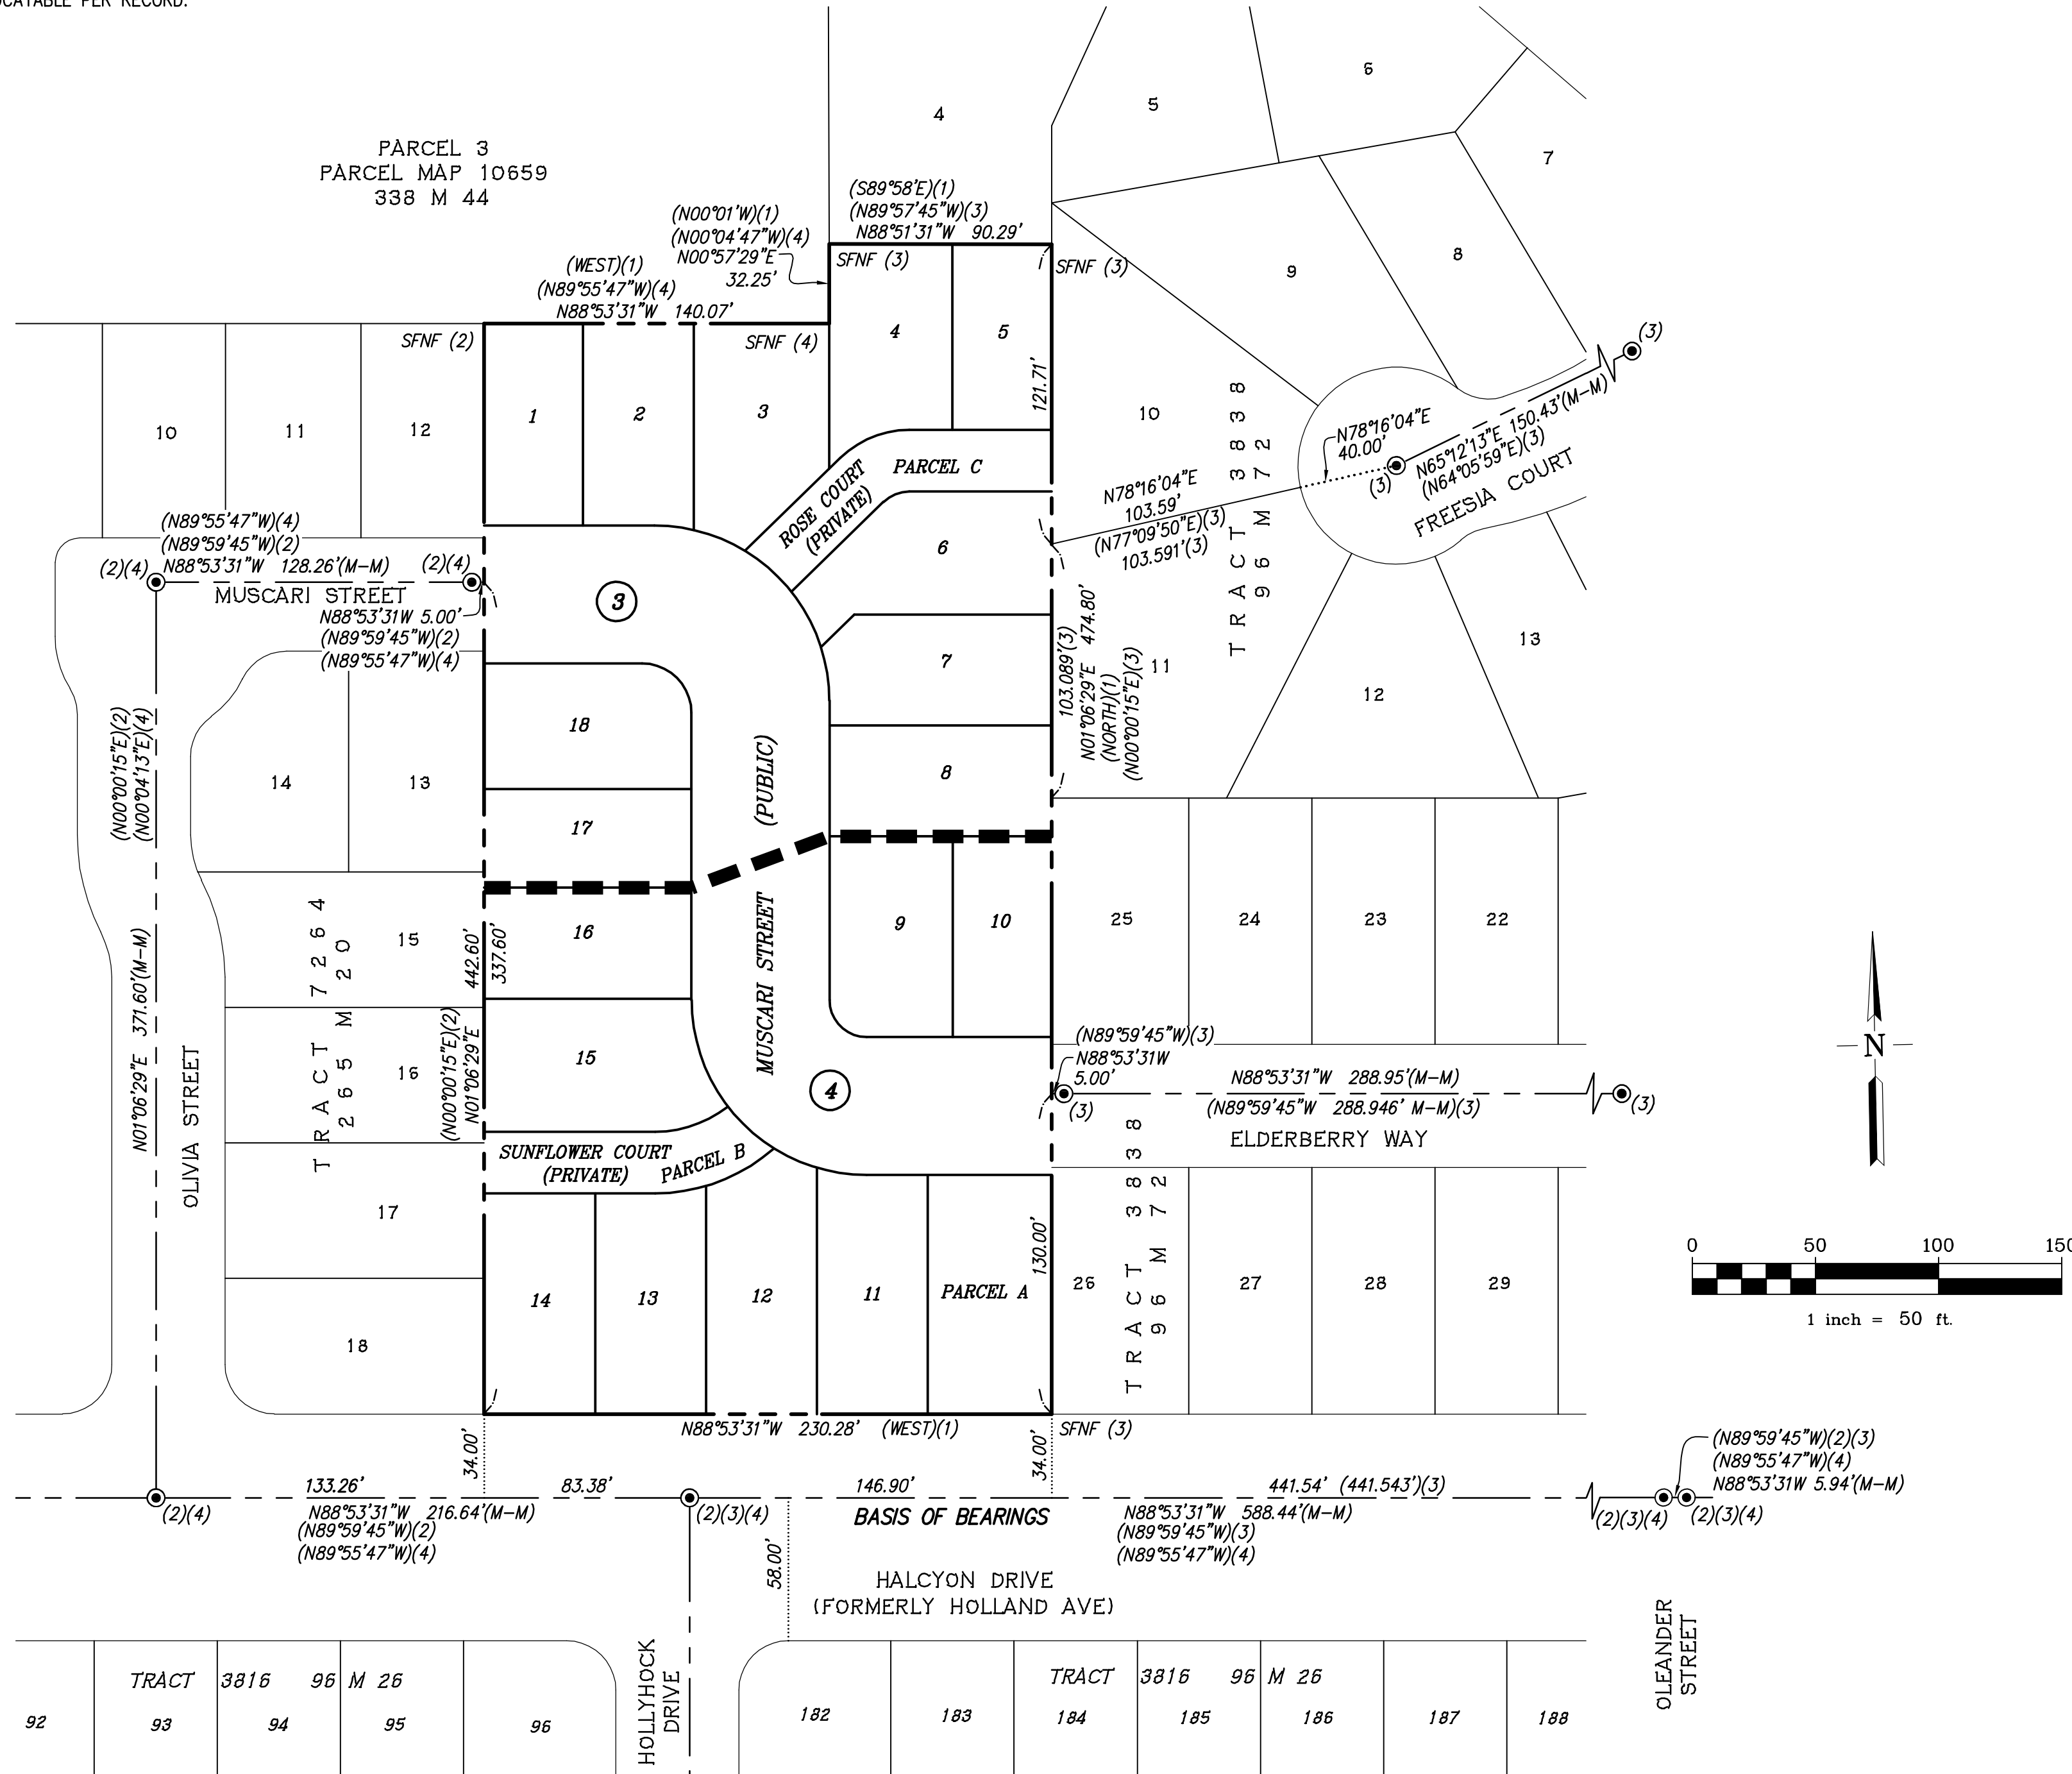 OCATABLE PER RECORD.
PARCEL 3
PARCEL MAP 10659
338 M 44
4
5
6
7
8
9
(S89°58'E)(1)
(N89°57'45"W)(3)
N88°51'31"W 90.29'
(N00°01'W)(1)
(N00°04'47"W)(4)
N00°57'29"E
32.25'
(WEST)(1)
(N89°55'47"W)(4)
N88°53'31"W 140.07'
SFNF (2)
SFNF (4)
SFNF (3)
SFNF (3)
10
11
12
1
2
3
4
5
121.71'
10
TRACT 3838
96 M 72
N78°16'04"E
40.00'
(3)
(3)
N65°12'13"E 150.43'(M-M)
(N64°05'59"E)(3)
FREESIA COURT
N78°16'04"E
103.59'
(N77°09'50"E)(3)
103.591'(3)
PARCEL C
ROSE COURT
(PRIVATE)
(N89°55'47"W)(4)
(N89°59'45"W)(2)
N88°53'31"W 128.26'(M-M)
(2)(4)
(2)(4)
MUSCARI STREET
N88°53'31W 5.00'
(N89°59'45"W)(2)
(N89°55'47"W)(4)
3
6
7
8
103.089'(3)
N01°06'29"E 474.80'
(NORTH)(1)
(N00°00'15"E)(3)
11
12
13
(N00°00'15"E)(2)
(N00°04'13"E)(4)
14
13
18
17
(PUBLIC)
MUSCARI STREET
N01°06'29"E 371.60'(M-M)
OLIVIA STREET
TRACT 7264
265 M 20
15
16
17
18
442.60'
337.60'
(N00°00'15"E)(2)
N01°06'29"E
16
15
9
10
25
24
23
22
4
(N89°59'45"W)(3)
N88°53'31W
5.00'
(3)
N88°53'31"W 288.95'(M-M)
(N89°59'45"W 288.946' M-M)(3)
(3)
ELDERBERRY WAY
SUNFLOWER COURT
(PRIVATE)
PARCEL B
14
13
12
11
PARCEL A
130.00'
TRACT 3838
96 M 72
26
27
28
29
N
0 50 100 150
1 inch = 50 ft.
N88°53'31"W 230.28' (WEST)(1)
SFNF (3)
34.00'
34.00'
133.26'
83.38'
146.90'
441.54' (441.543')(3)
(2)(4)
N88°53'31"W 216.64'(M-M)
(N89°59'45"W)(2)
(N89°55'47"W)(4)
(2)(3)(4)
BASIS OF BEARINGS
N88°53'31"W 588.44'(M-M)
(N89°59'45"W)(3)
(N89°55'47"W)(4)
(2)(3)(4)
(2)(3)(4)
(N89°59'45"W)(2)(3)
(N89°55'47"W)(4)
N88°53'31W 5.94'(M-M)
58.00'
HALCYON DRIVE
(FORMERLY HOLLAND AVE)
HOLLYHOCK
DRIVE
OLEANDER
STREET
TRACT 3816 96 M 26
92
93
94
95
96
TRACT 3816 96 M 26
182
183
184
185
186
187
188